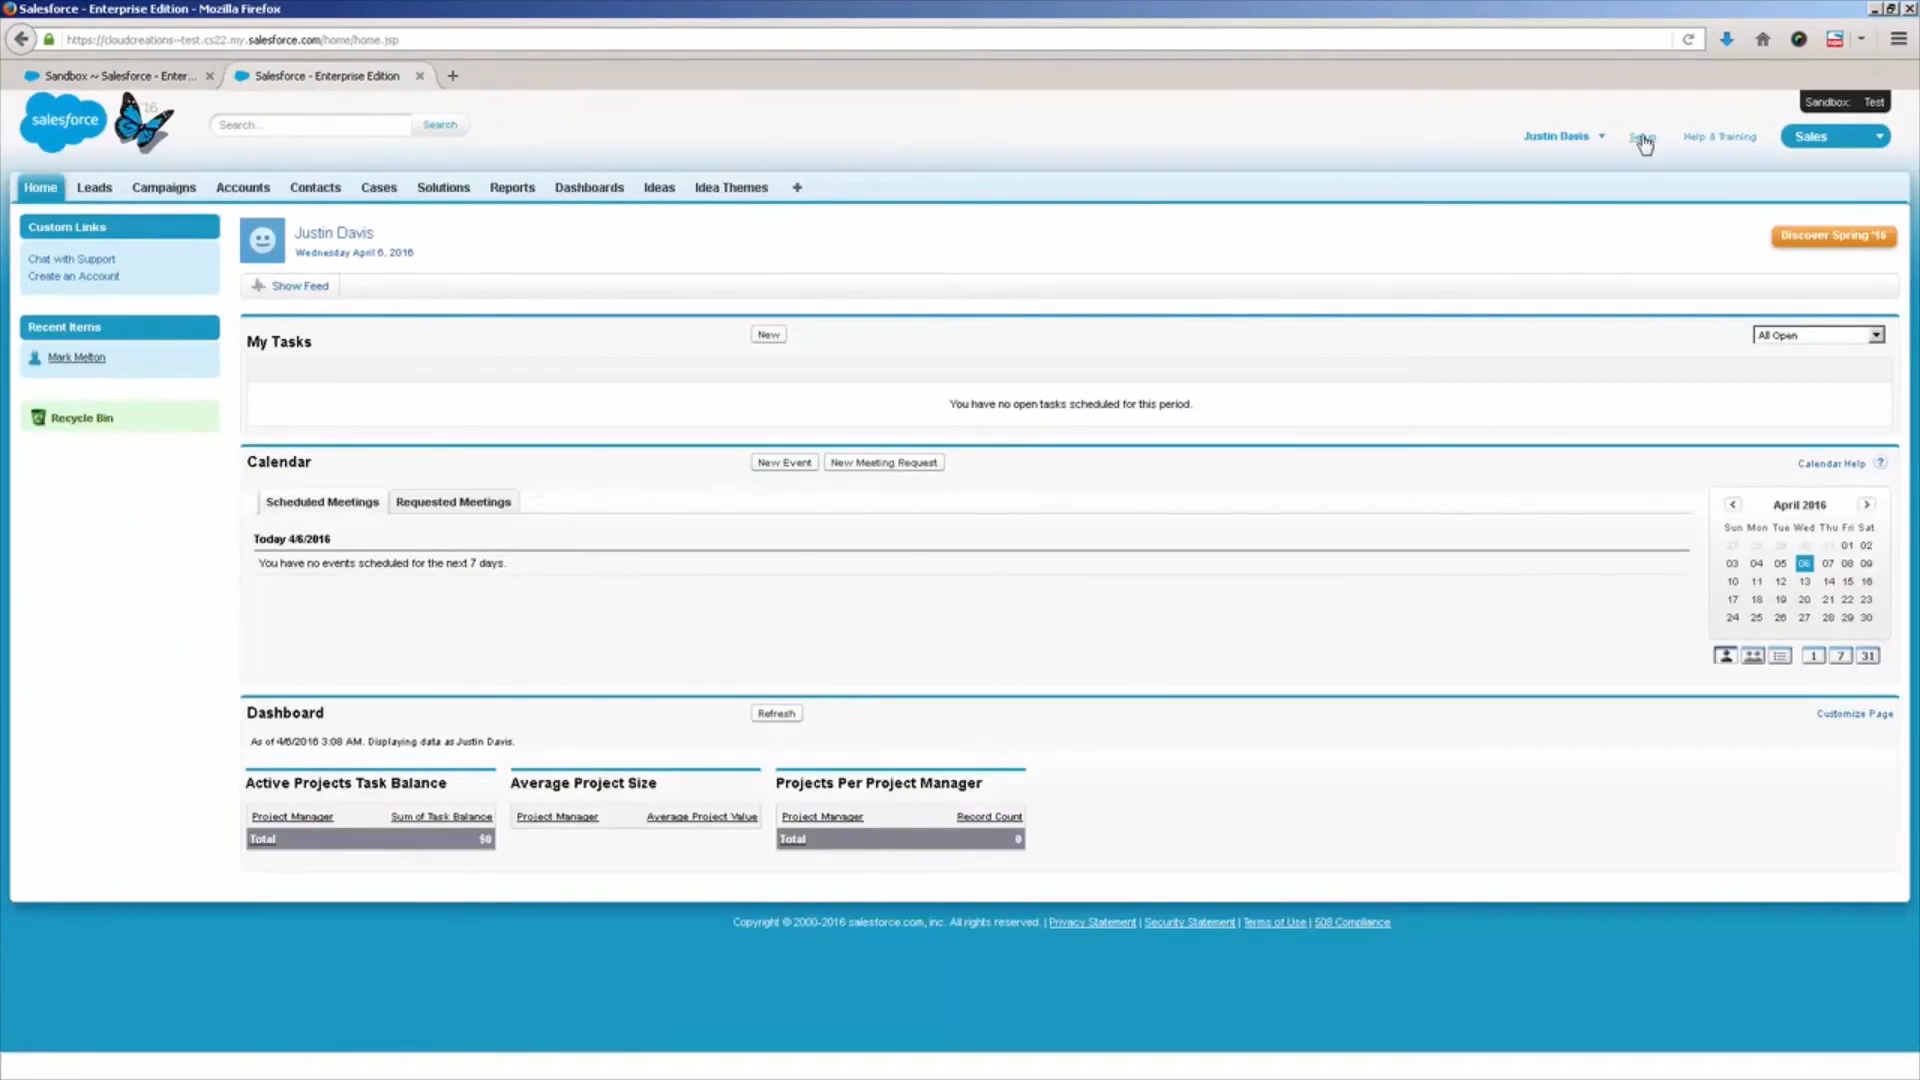 Salesforce - Enterprise Edition - Mozilla Firefox
https://cloudcreations--test.cs22.my.salesforce.com/home/home.jsp
Sandbox ~ Salesforce - Enter...
Salesforce - Enterprise Edition
salesforce
'16
Search...
Search
Sandbox: Test
Justin Davis
Help & Training
Sales
Home Leads Campaigns Accounts Contacts Cases Solutions Reports Dashboards Ideas Idea Themes +
Custom Links
Chat with Support
Create an Account
Recent Items
Mark Melton
Recycle Bin
Justin Davis
Wednesday April 6, 2016
Discover Spring '16
Show Feed
My Tasks
New
All Open
You have no open tasks scheduled for this period.
Calendar
New Event
New Meeting Request
Calendar Help ?
Scheduled Meetings
Requested Meetings
Today 4/6/2016
You have no events scheduled for the next 7 days.
April 2016
Sun Mon Tue Wed Thu Fri Sat
27 28 29 30 31 01 02
03 04 05 06 07 08 09
10 11 12 13 14 15 16
17 18 19 20 21 22 23
24 25 26 27 28 29 30
1 7 31
Dashboard
Refresh
Customize Page
As of 4/6/2016 3:08 AM. Displaying data as Justin Davis.
Active Projects Task Balance
Project Manager Sum of Task Balance
Total $0
Average Project Size
Project Manager Average Project Value
Projects Per Project Manager
Project Manager Record Count
Total 0
Copyright © 2000-2016 salesforce.com, inc. All rights reserved. | Privacy Statement | Security Statement | Terms of Use | 508 Compliance